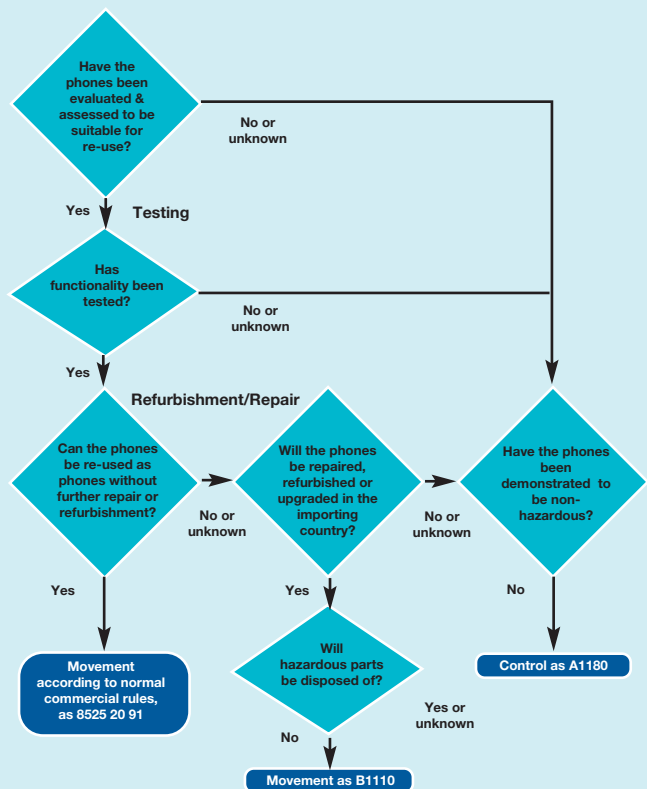 Have the
phones been
evaluated &
assessed to be
suitable for
re-use?
No or
unknown
Yes
Testing
Has
functionality been
tested?
No or
unknown
Yes
Refurbishment/Repair
Can the phones
be re-used as
phones without
further repair or
refurbishment?
No or
unknown
Will the phones
be repaired,
refurbished or
upgraded in the
importing
country?
No or
unknown
Have the phones
been
demonstrated to
be non-
hazardous?
Yes
Yes
No
Movement
according to normal
commercial rules,
as 8525 20 91
Will
hazardous parts
be disposed of?
Control as A1180
Yes or
unknown
No
Movement as B1110